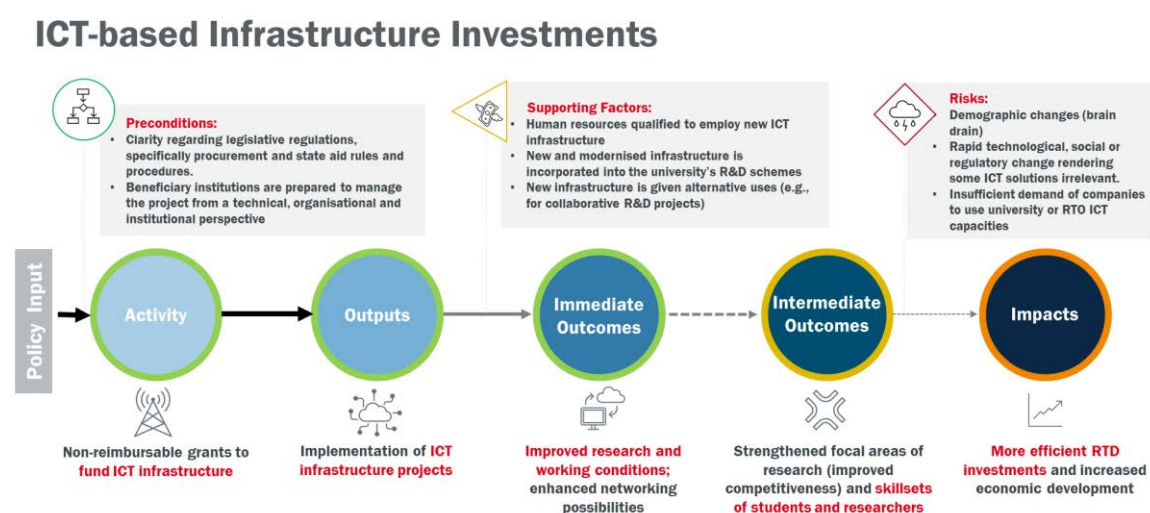 ICT-based Infrastructure Investments
Preconditions:
• Clarity regarding legislative regulations,
specifically procurement and state aid rules and
procedures.
• Beneficiary institutions are prepared to manage
the project from a technical, organisational and
institutional perspective
Supporting Factors:
• Human resources qualified to employ new ICT
infrastructure
• New and modernised infrastructure is
incorporated into the university's R&D schemes
• New infrastructure is given alternative uses (e.g.,
for collaborative R&D projects)
Risks:
Demographic changes (brain
drain)
• Rapid technological, social or
regulatory change rendering
some ICT solutions irrelevant.
• Insufficient demand of companies
to use university or RTO ICT
capacities
Policy Input
Activity
Outputs
Immediate
Outcomes
Intermediate
Outcomes
Impacts
Non-reimbursable grants to
fund ICT infrastructure
Implementation of ICT
infrastructure projects
Improved research and
working conditions;
enhanced networking
possibilities
Strengthened focal areas of
research (improved
competitiveness) and skillsets
of students and researchers
More efficient RTD
investments and increased
economic development